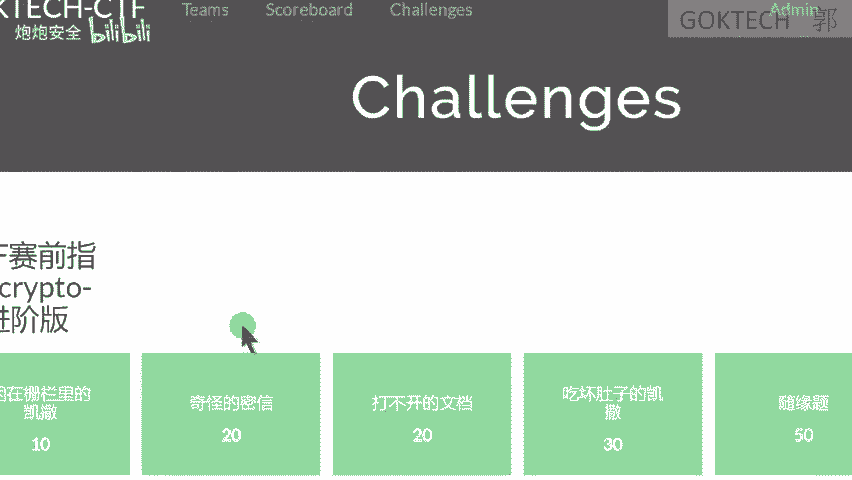 KTECH-CTF
Teams
Scoreboard
Challenges
Admin
GOKTECH 郭
炮炮安全 bilibili
Challenges
F赛前指
crypto-
进阶版
困在栅栏里的
凯撒
10
奇怪的密信
20
打不开的文档
20
吃坏肚子的凯
撒
30
随缘题
50